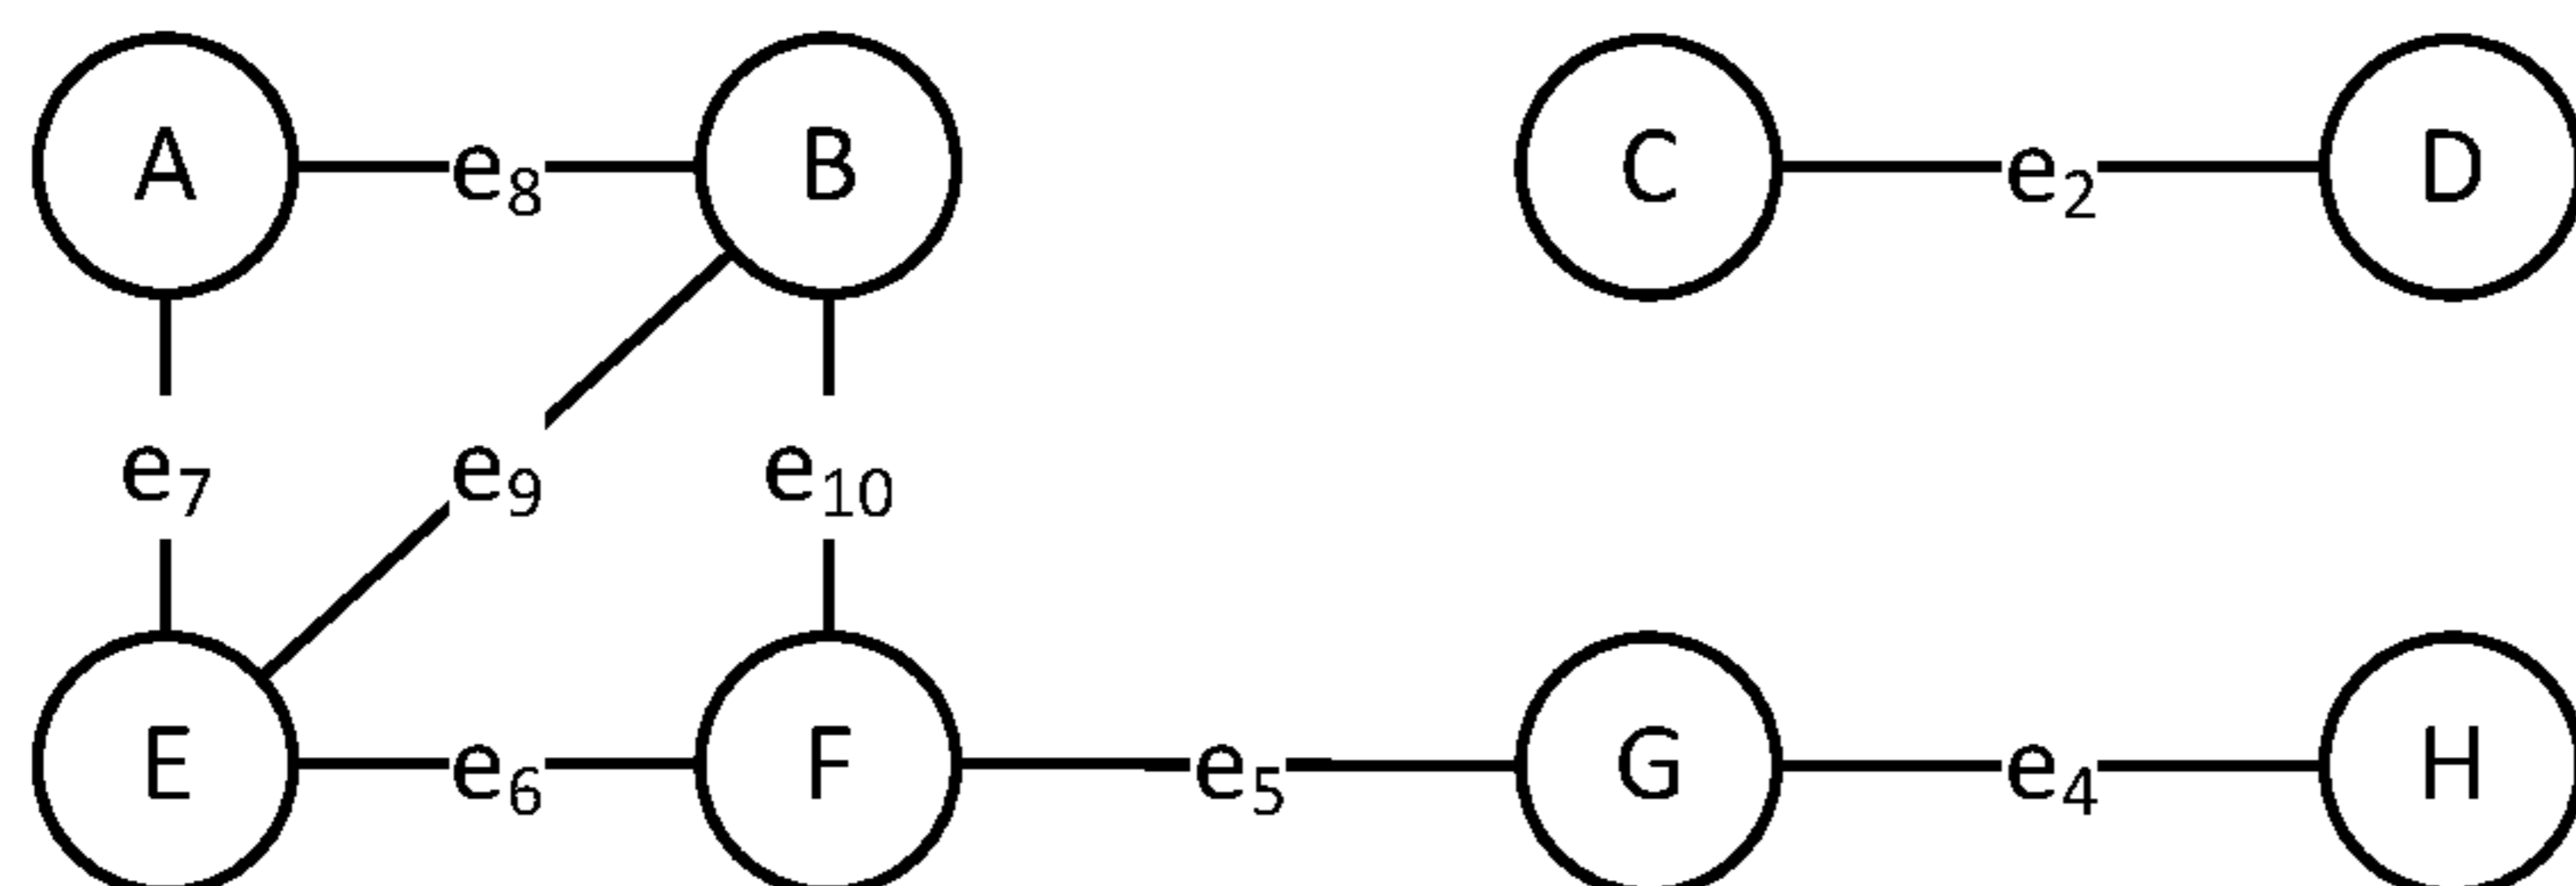 A e₈ B C e₂ D
e₇ e₉ e₁₀
E e₆ F e₅ G e₄ H